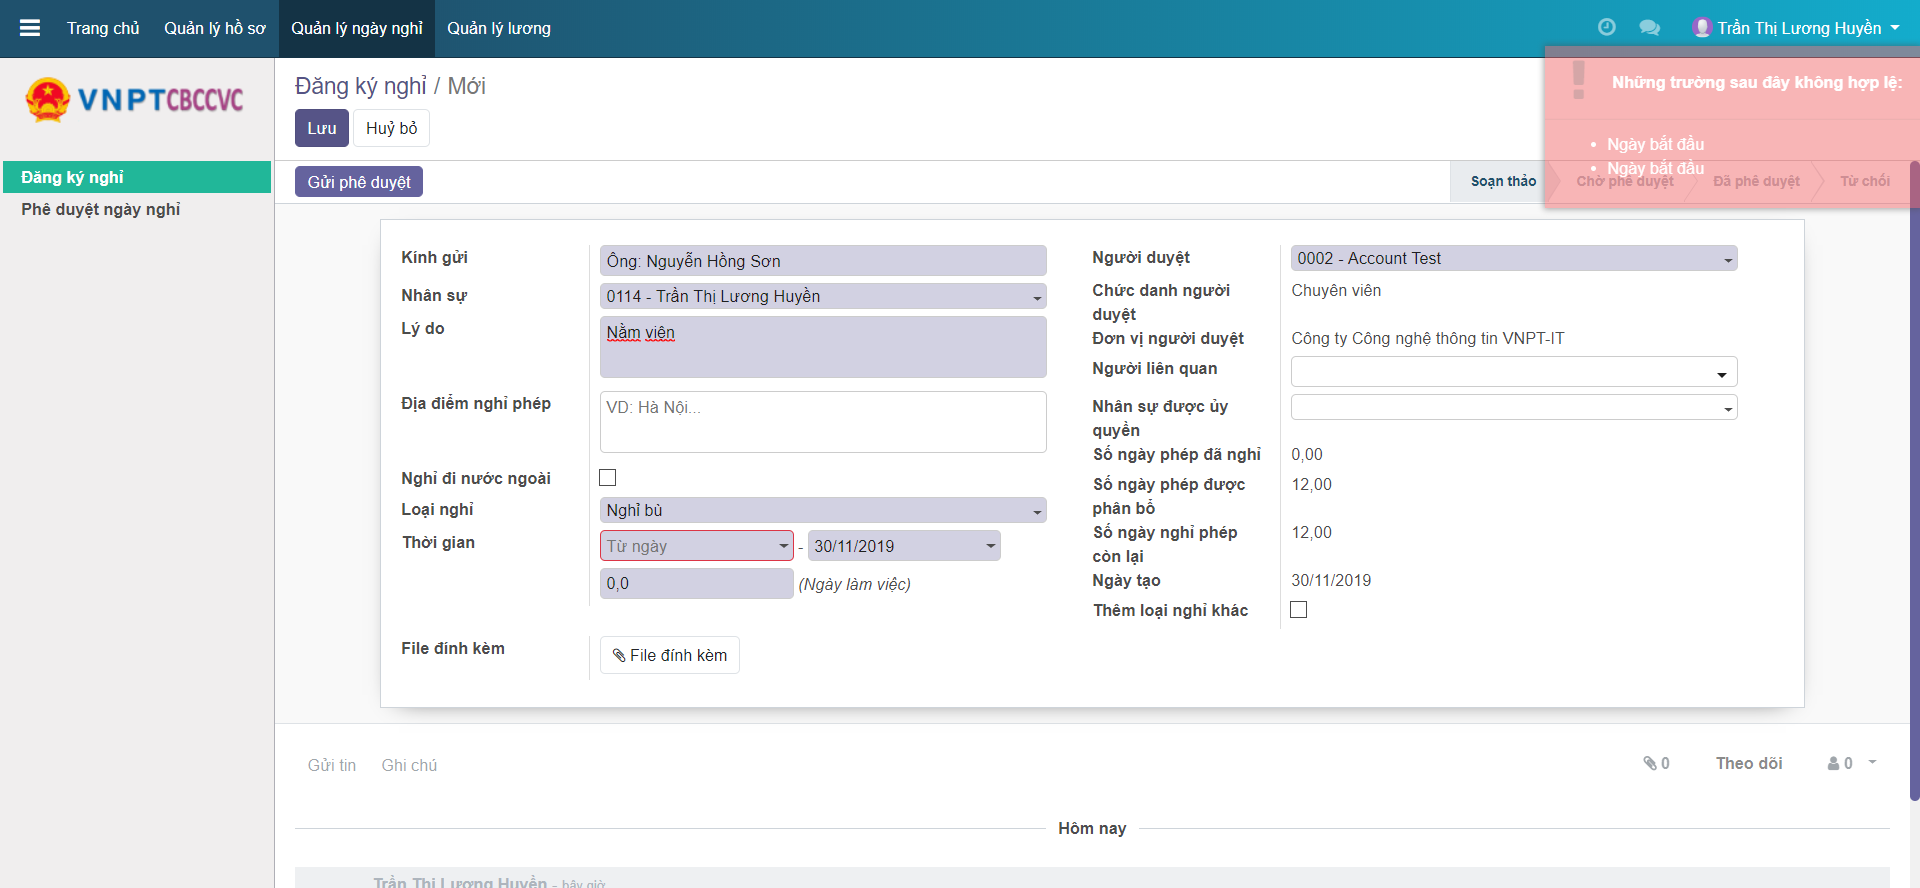 Trang chủ Quản lý hồ sơ Quản lý ngày nghỉ Quản lý lương Trần Thị Lương Huyền
VNPTCBCCVC
Đăng ký nghỉ
Phê duyệt ngày nghỉ
Đăng ký nghỉ / Mới
Lưu Huỷ bỏ
Những trường sau đây không hợp lệ:
• Ngày bắt đầu
• Ngày bắt đầu
Gửi phê duyệt Soạn thảo Chờ phê duyệt Đã phê duyệt Từ chối
Kính gửi Ông: Nguyễn Hồng Sơn
Nhân sự 0114 - Trần Thị Lương Huyền
Lý do Nằm viên
Địa điểm nghỉ phép VD: Hà Nội...
Nghỉ đi nước ngoài
Loại nghỉ Nghỉ bù
Thời gian Từ ngày - 30/11/2019
0,0 (Ngày làm việc)
File đính kèm File đính kèm
Người duyệt 0002 - Account Test
Chức danh người duyệt Chuyên viên
Đơn vị người duyệt Công ty Công nghệ thông tin VNPT-IT
Người liên quan
Nhân sự được ủy quyền
Số ngày phép đã nghỉ 0,00
Số ngày phép được phân bổ 12,00
Số ngày nghỉ phép còn lại 12,00
Ngày tạo 30/11/2019
Thêm loại nghỉ khác
Gửi tin Ghi chú 0 Theo dõi 0
Hôm nay
Trần Thị Lương Huyền - bây giờ